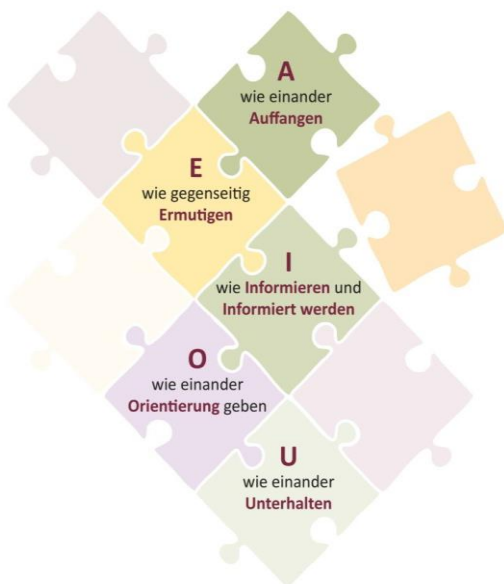 A
wie einander
Auffangen
E
wie gegenseitig
Ermutigen
I
wie Informieren und
Informiert werden
O
wie einander
Orientierung geben
U
wie einander
Unterhalten